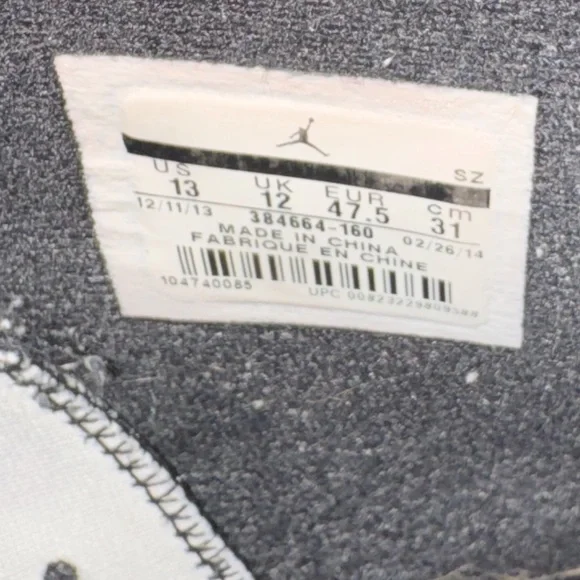 SZ
US UK EUR cm
13 12 47.5 31
12/11/13 384664-160 02/26/14
MADE IN CHINA
FABRIQUE EN CHINE
104740085
UPC